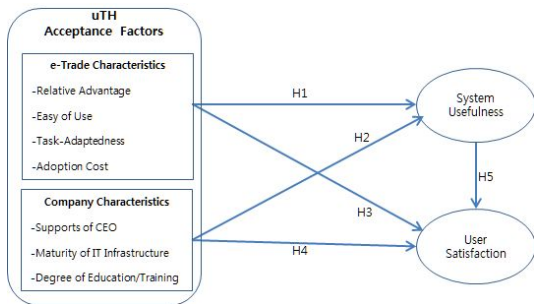 uTH
Acceptance Factors
e-Trade Characteristics
-Relative Advantage
-Easy of Use
-Task-Adaptedness
-Adoption Cost
Company Characteristics
-Supports of CEO
-Maturity of IT Infrastructure
-Degree of Education/Training
H1
H2
H3
H4
System
Usefulness
H5
User
Satisfaction